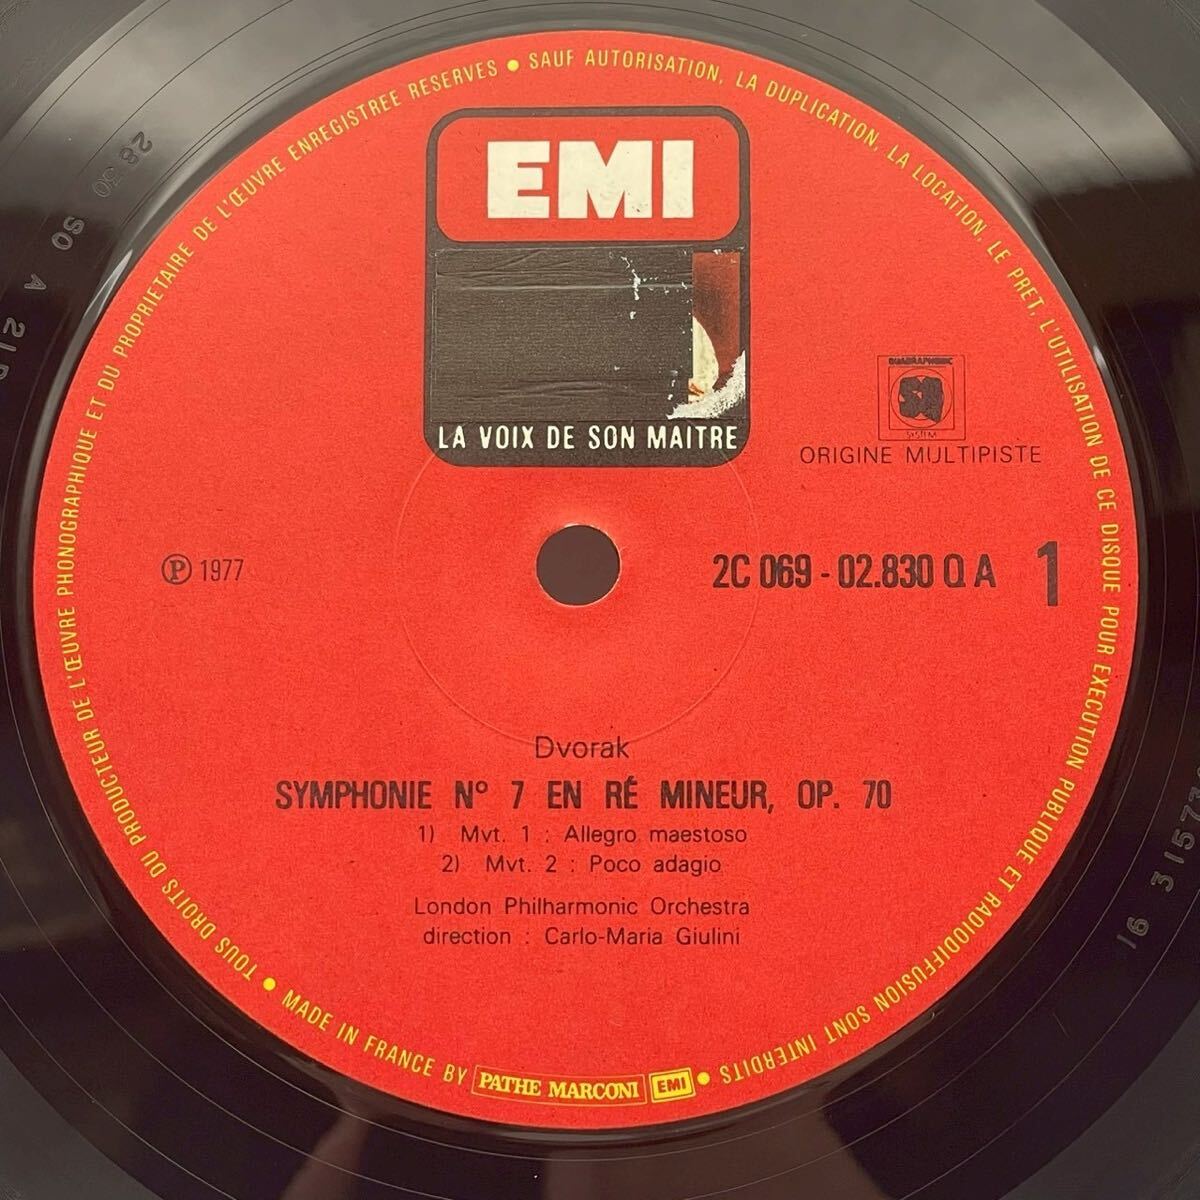 EMI
LA VOIX DE SON MAITRE
QUADRAPHONIC
SQ
SYSTEM
ORIGINE MULTIPISTE
℗ 1977
2C 069 - 02.830 Q A 1
Dvorak
SYMPHONIE N° 7 EN RÉ MINEUR, OP. 70
1) Mvt. 1 : Allegro maestoso
2) Mvt. 2 : Poco adagio
London Philharmonic Orchestra
direction : Carlo-Maria Giulini
TOUS DROITS DU PRODUCTEUR DE L'ŒUVRE PHONOGRAPHIQUE ET DU PROPRIETAIRE DE L'ŒUVRE ENREGISTREE RESERVES • SAUF AUTORISATION, LA DUPLICATION, LA LOCATION, LE PRET, L'UTILISATION DE CE DISQUE POUR EXECUTION PUBLIQUE ET RADIODIFFUSION SONT INTERDITS •
MADE IN FRANCE BY PATHE MARCONI EMI